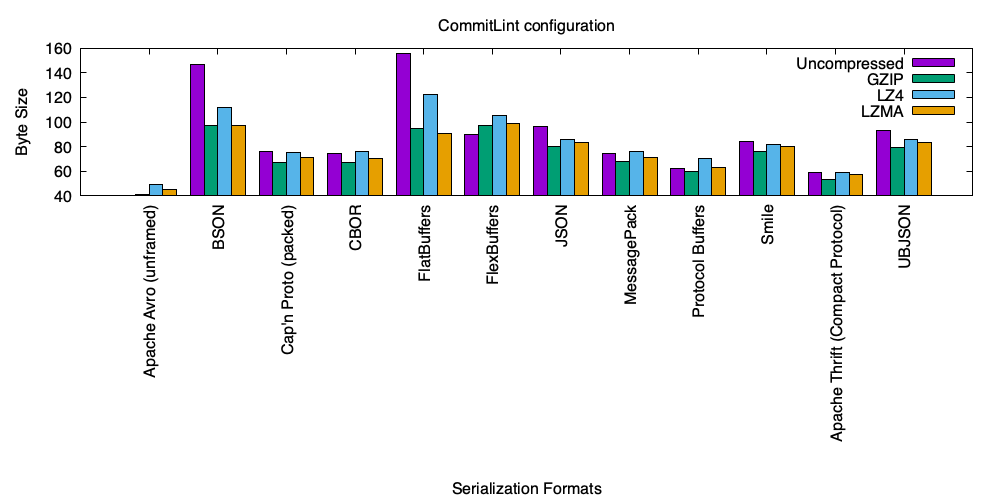 CommitLint configuration
Byte Size
160
140
120
100
80
60
40
Uncompressed
GZIP
LZ4
LZMA
Apache Avro (unframed)
BSON
Cap'n Proto (packed)
CBOR
FlatBuffers
FlexBuffers
JSON
MessagePack
Protocol Buffers
Smile
Apache Thrift (Compact Protocol)
UBJSON
Serialization Formats